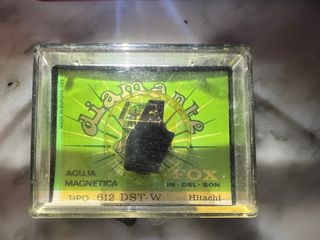 diamante
FOX
AGUJA
MAGNETICA
IN-DEL-SON
TIPO 612 DST-W Hitachi